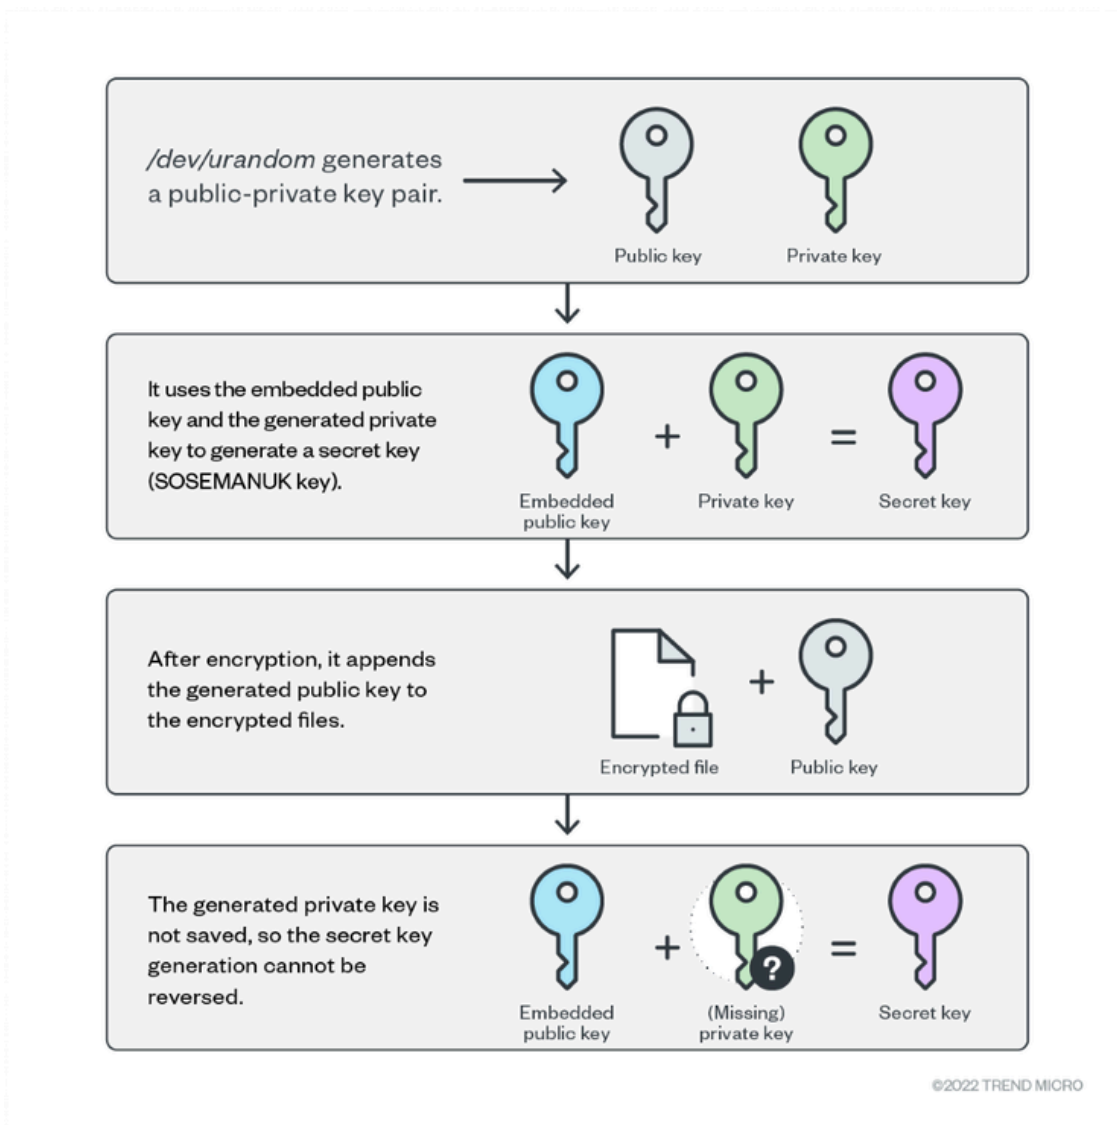 /dev/urandom generates
a public-private key pair.
Public key
Private key
It uses the embedded public
key and the generated private
key to generate a secret key
(SOSEMANUK key).
+
=
Embedded
public key
Private key
Secret key
After encryption, it appends
the generated public key to
the encrypted files.
+
Encrypted file
Public key
The generated private key is
not saved, so the secret key
generation cannot be
reversed.
+
?
=
Embedded
public key
(Missing)
private key
Secret key
©2022 TREND MICRO